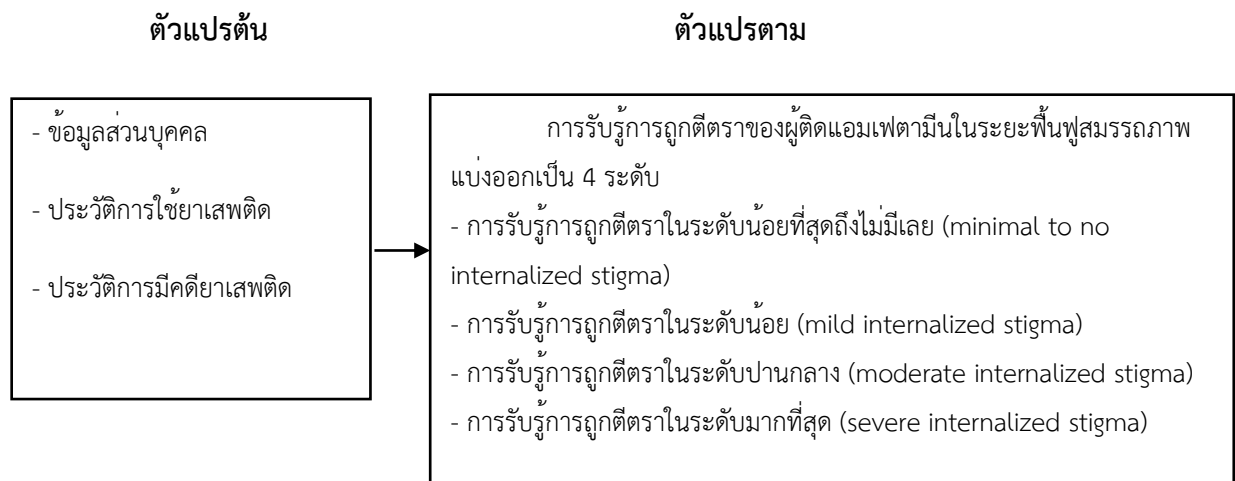 ตัวแปรต้น
ตัวแปรตาม
- ข้อมูลส่วนบุคคล
- ประวัติการใช้ยาเสพติด
- ประวัติการมีคดียาเสพติด
การรับรู้การถูกตีตราของผู้ติดแอมเฟตามีนในระยะฟื้นฟูสมรรถภาพ
แบ่งออกเป็น 4 ระดับ
- การรับรู้การถูกตีตราในระดับน้อยที่สุดถึงไม่มีเลย (minimal to no
internalized stigma)
- การรับรู้การถูกตีตราในระดับน้อย (mild internalized stigma)
- การรับรู้การถูกตีตราในระดับปานกลาง (moderate internalized stigma)
- การรับรู้การถูกตีตราในระดับมากที่สุด (severe internalized stigma)